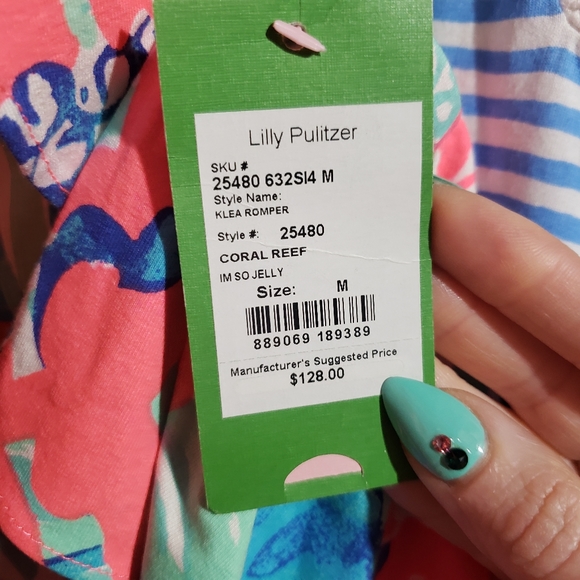 Lilly Pulitzer
SKU #
25480 632SI4 M
Style Name:
KLEA ROMPER
Style #: 25480
CORAL REEF
IM SO JELLY
Size: M
889069 189389
Manufacturer's Suggested Price
$128.00